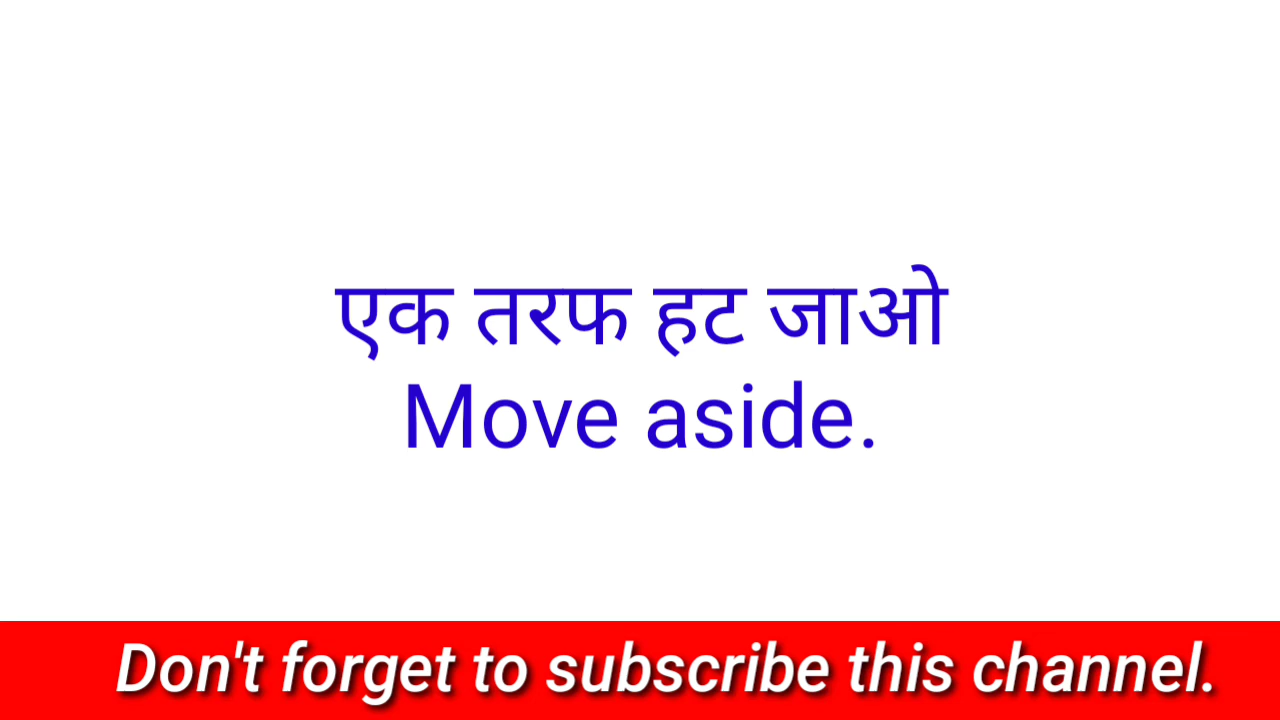 एक तरफ हट जाओ
Move aside.
Don't forget to subscribe this channel.